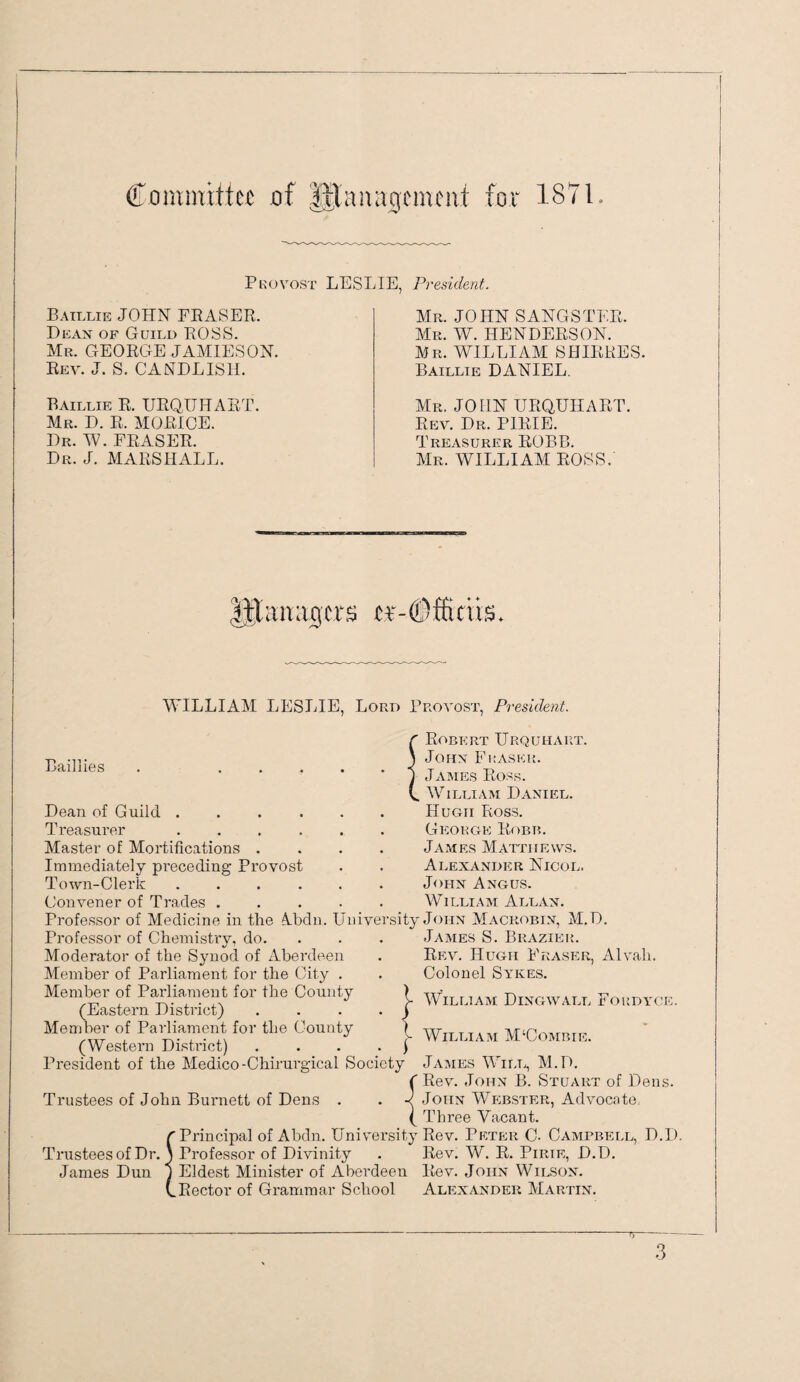 Committee of Management for 1871.
Provost LESLIE, President.
Baillie JOHN FRASER.
Dean of Guild ROSS.
Mr. GEORGE JAMIESON.
Rev. J. S. CANDLISH.
Baillie R. URQUHART.
Mr. D. R. MORICE.
Dr. W. FRASER.
Dr. J. MARSHALL.
Mr. JOHN SANGSTER.
Mr. W. HENDERSON.
Mr. WILLIAM SHIRRES.
Baillie DANIEL.
Mr. JOHN URQUHART.
Rev. Dr. PIRIE.
Treasurer ROBB.
Mr. WILLIAM ROSS.
Managers ex-Officiis.
WILLIAM LESLIE, Lord Provost, President.
Baillies . . . . . . { Robert Urquhart.
John Fraser.
James Ross.
William Daniel.
Dean of Guild . . . . . . Hugh Ross.
Treasurer . . . . . . George Robb.
Master of Mortifications . . . . James Matthews.
Immediately preceding Provost . . Alexander Nicol.
Town-Clerk . . . . . . John Angus.
Convener of Trades . . . . . William Allan.
Professor of Medicine in the Abdn. University John Macrobin, M.D.
Professor of Chemistry, do. . . . James S. Brazier.
Moderator of the Synod of Aberdeen . Rev. Hugh Fraser, Alvah.
Member of Parliament for the City . . Colonel Sykes.
Member of Parliament for the County (Eastern District) . . . . } William Dingwall Fordyce.
Member of Parliament for the County (Western District) . . . . } William M'Combie.
President of the Medico-Chirurgical Society James Will, M.D.
Trustees of John Burnett of Dens . . { Rev. John B. Stuart of Dens.
John Webster, Advocate.
Three Vacant.
Trustees of Dr. James Dun { Principal of Abdn. University Rev. Peter C. Campbell, D.D.
Professor of Divinity . Rev. W. R. Pirie, D.D.
Eldest Minister of Aberdeen Rev. John Wilson.
Rector of Grammar School Alexander Martin.
3